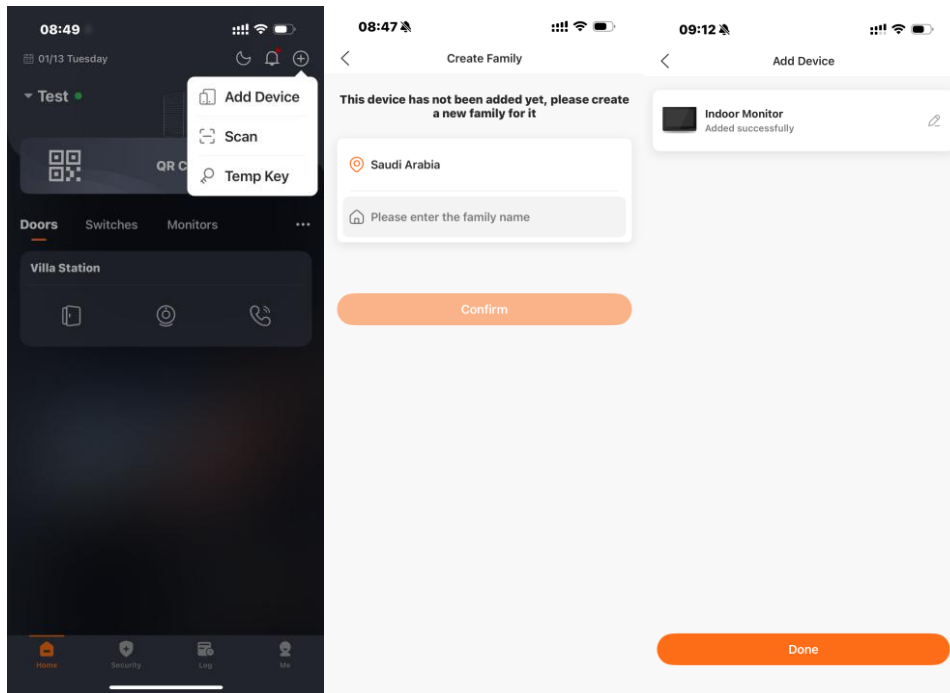 08:49
01/13 Tuesday
Test
Add Device
Scan
Temp Key
QR C
Doors Switches Monitors
Villa Station
Home Security Log Me
08:47
Create Family
This device has not been added yet, please create
a new family for it
Saudi Arabia
Please enter the family name
Confirm
09:12
Add Device
Indoor Monitor
Added successfully
Done